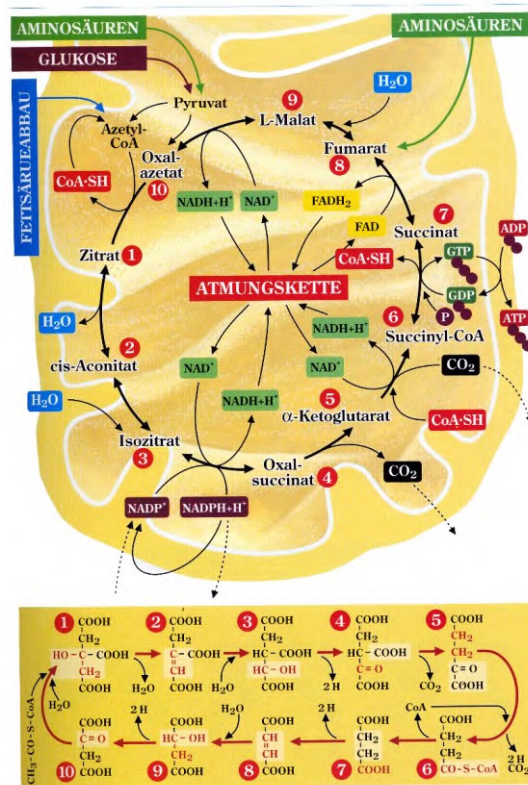 AMINOSÄUREN
AMINOSÄUREN
GLUKOSE
FETTSÄRUEABBAU
Pyruvat
Azetyl-
CoA
CoA·SH
Oxal-
azetat
10
9
L-Malat
H₂O
Fumarat
8
NADH+H⁺
NAD⁺
FADH₂
FAD
7
Succinat
ADP
GTP
CoA·SH
Zitrat 1
ATMUNGSKETTE
GDP
P
ATP
6
Succinyl-CoA
H₂O
2
cis-Aconitat
NADH+H⁺
NAD⁺
NAD⁺
CO₂
NADH+H⁺
5
α-Ketoglutarat
H₂O
CoA·SH
Isozitrat
3
Oxal-
succinat 4
CO₂
NADP⁺
NADPH+H⁺
1
COOH
CH₂
HO-C-COOH
CH₂
COOH
2
COOH
CH₂
C-COOH
CH
COOH
H₂O
3
COOH
CH₂
HC-COOH
HC-OH
COOH
H₂O
4
COOH
CH₂
HC-COOH
C=O
COOH
2 H
5
COOH
CH₂
CH₂
C=O
COOH
CO₂
CH₃-CO-S-CoA
H₂O
10
COOH
C=O
CH₂
COOH
2 H
9
COOH
HC-OH
CH₂
COOH
H₂O
8
COOH
CH
CH
COOH
2 H
7
COOH
CH₂
CH₂
COOH
CoA
6
COOH
CH₂
CH₂
CO-S-CoA
2 H
CO₂